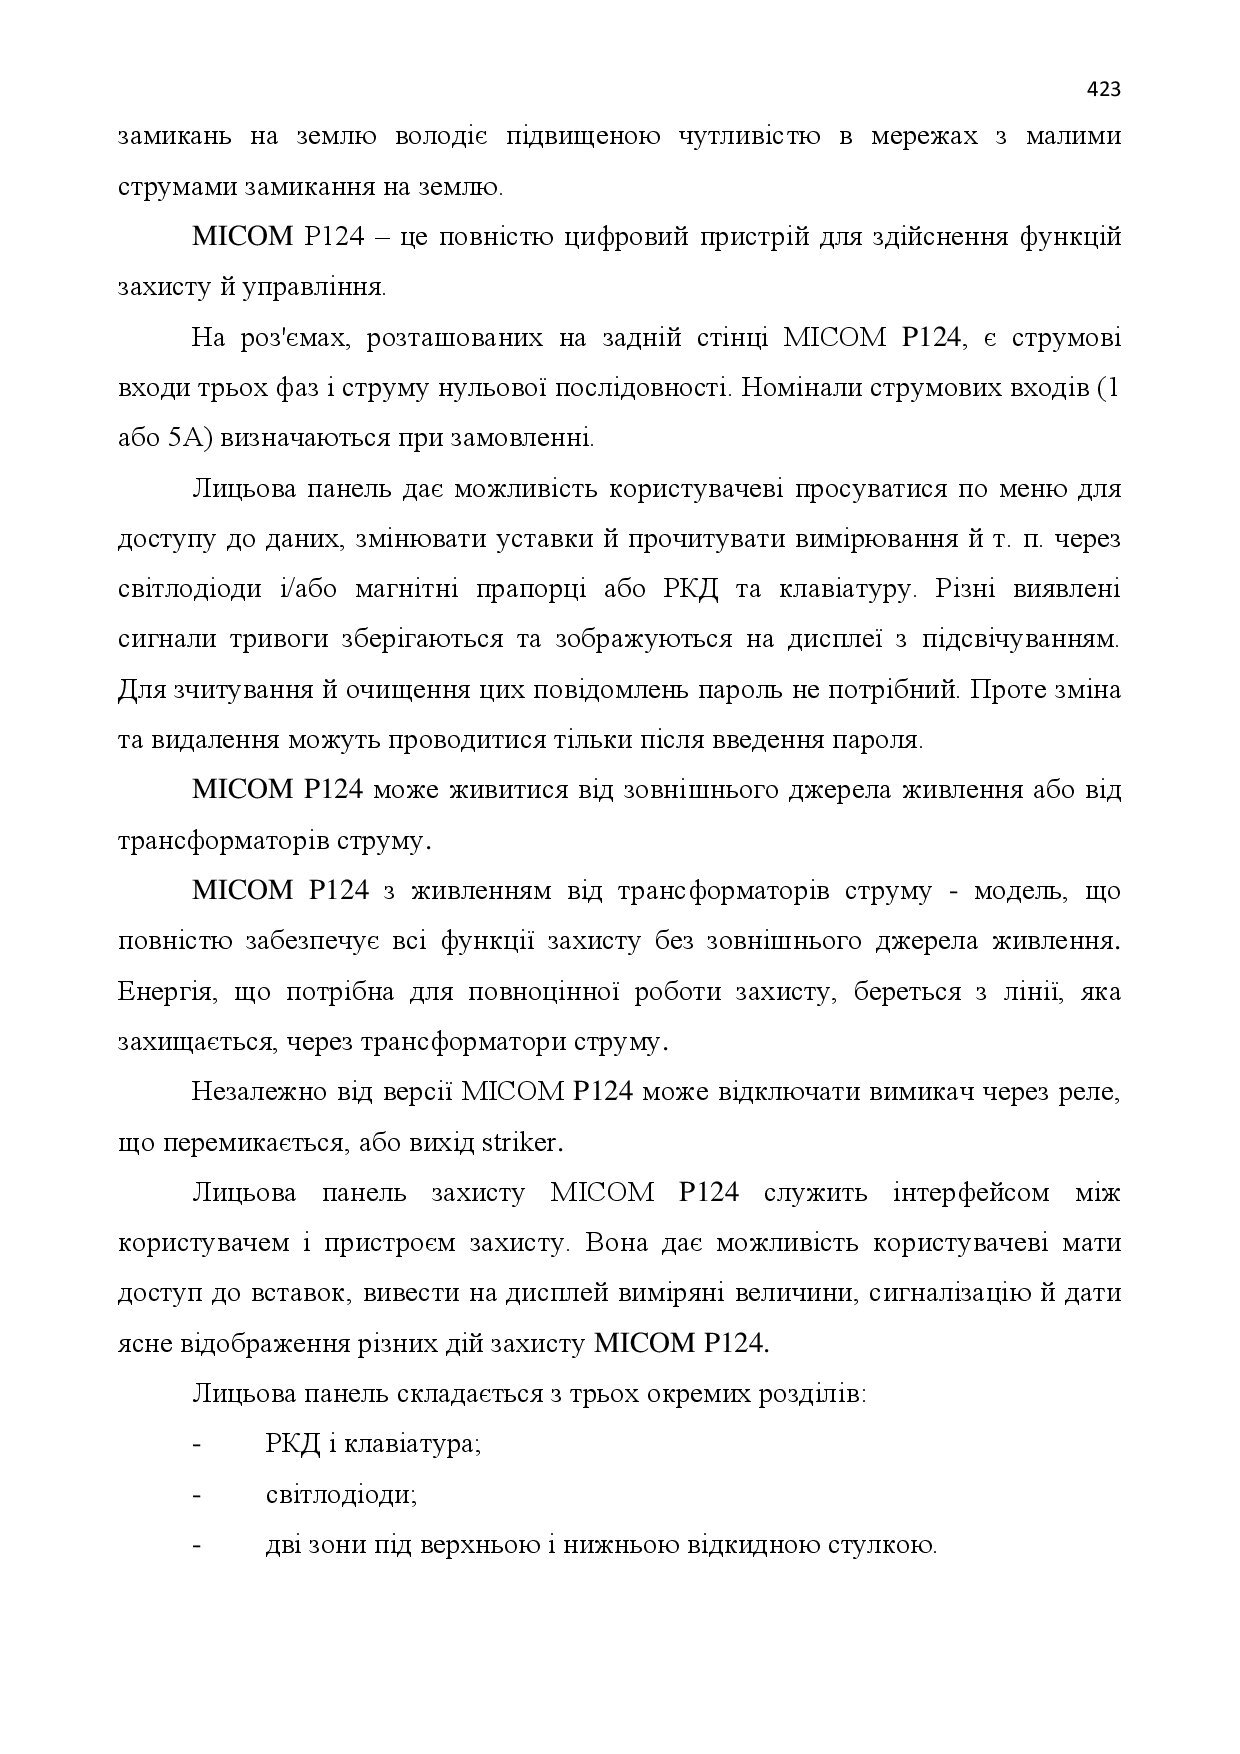 423
замикань на землю володіє підвищеною чутливістю в мережах з малими
струмами замикання на землю.
MICOM P124 – це повністю цифровий пристрій для здійснення функцій
захисту й управління.
На роз'ємах, розташованих на задній стінці MICOM P124, є струмові
входи трьох фаз і струму нульової послідовності. Номінали струмових входів (1
або 5А) визначаються при замовленні.
Лицьова панель дає можливість користувачеві просуватися по меню для
доступу до даних, змінювати уставки й прочитувати вимірювання й т. п. через
світлодіоди і/або магнітні прапорці або РКД та клавіатуру. Різні виявлені
сигнали тривоги зберігаються та зображуються на дисплеї з підсвічуванням.
Для зчитування й очищення цих повідомлень пароль не потрібний. Проте зміна
та видалення можуть проводитися тільки після введення пароля.
MICOM P124 може живитися від зовнішнього джерела живлення або від
трансформаторів струму.
MICOM P124 з живленням від трансформаторів струму - модель, що
повністю забезпечує всі функції захисту без зовнішнього джерела живлення.
Енергія, що потрібна для повноцінної роботи захисту, береться з лінії, яка
захищається, через трансформатори струму.
Незалежно від версії MICOM P124 може відключати вимикач через реле,
що перемикається, або вихід striker.
Лицьова панель захисту MICOM P124 служить інтерфейсом між
користувачем і пристроєм захисту. Вона дає можливість користувачеві мати
доступ до вставок, вивести на дисплей виміряні величини, сигналізацію й дати
ясне відображення різних дій захисту MICOM P124.
Лицьова панель складається з трьох окремих розділів:
- РКД і клавіатура;
- світлодіоди;
- дві зони під верхньою і нижньою відкидною стулкою.